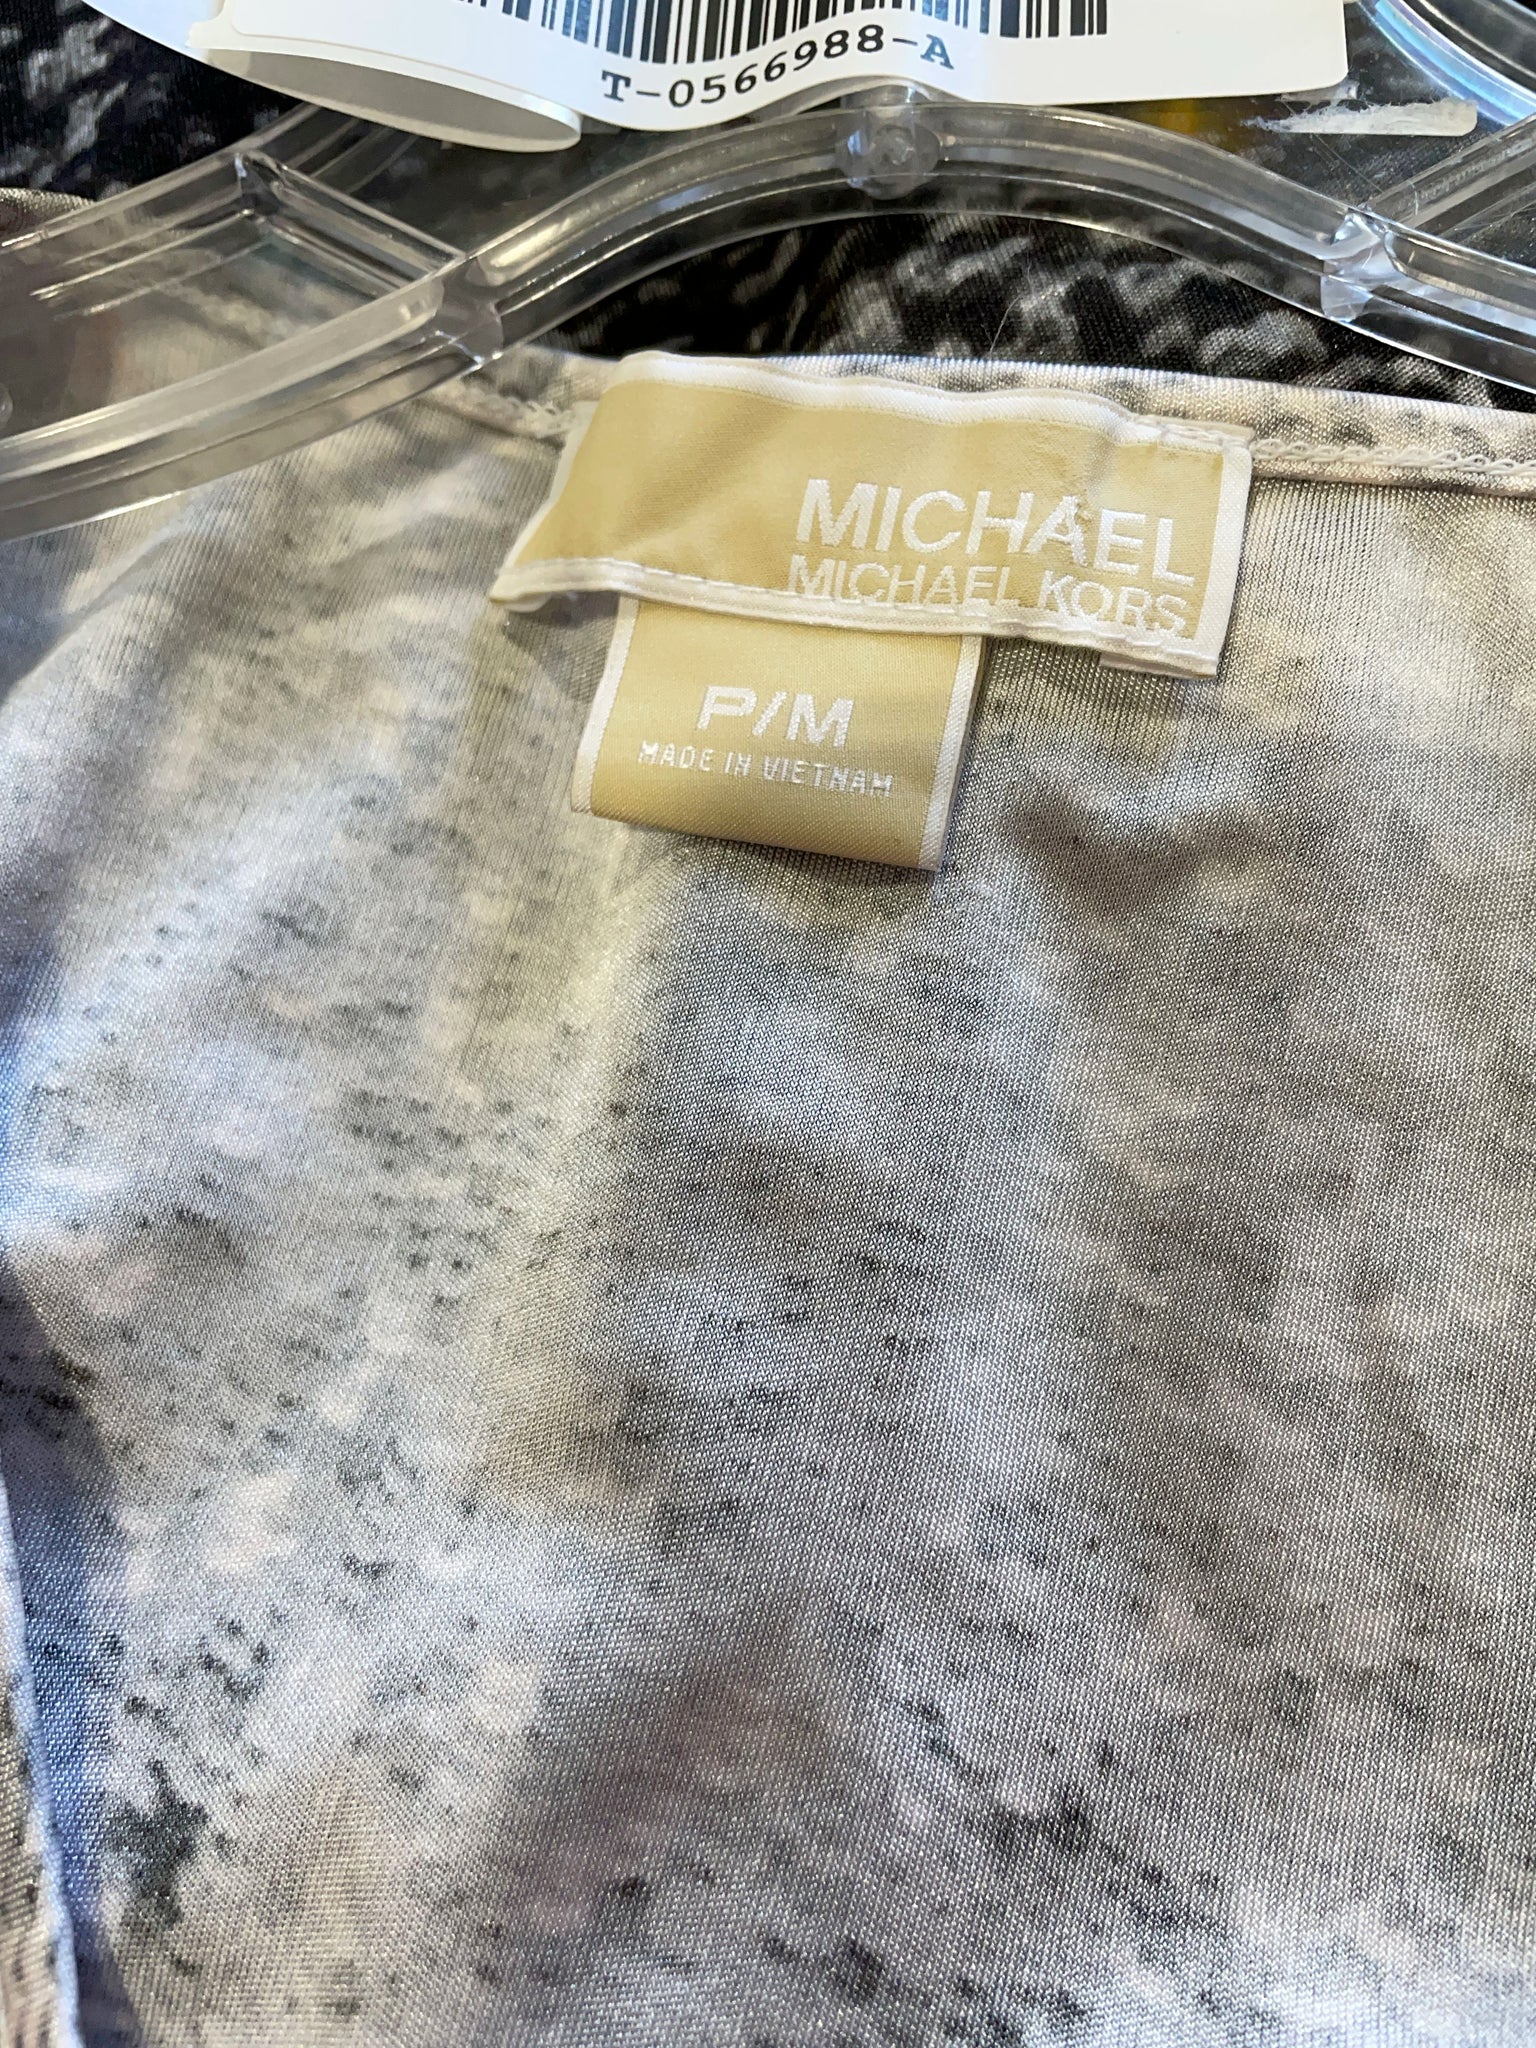 T-0566988-A
MICHAEL
MICHAEL KORS
P/M
MADE IN VIETNAM